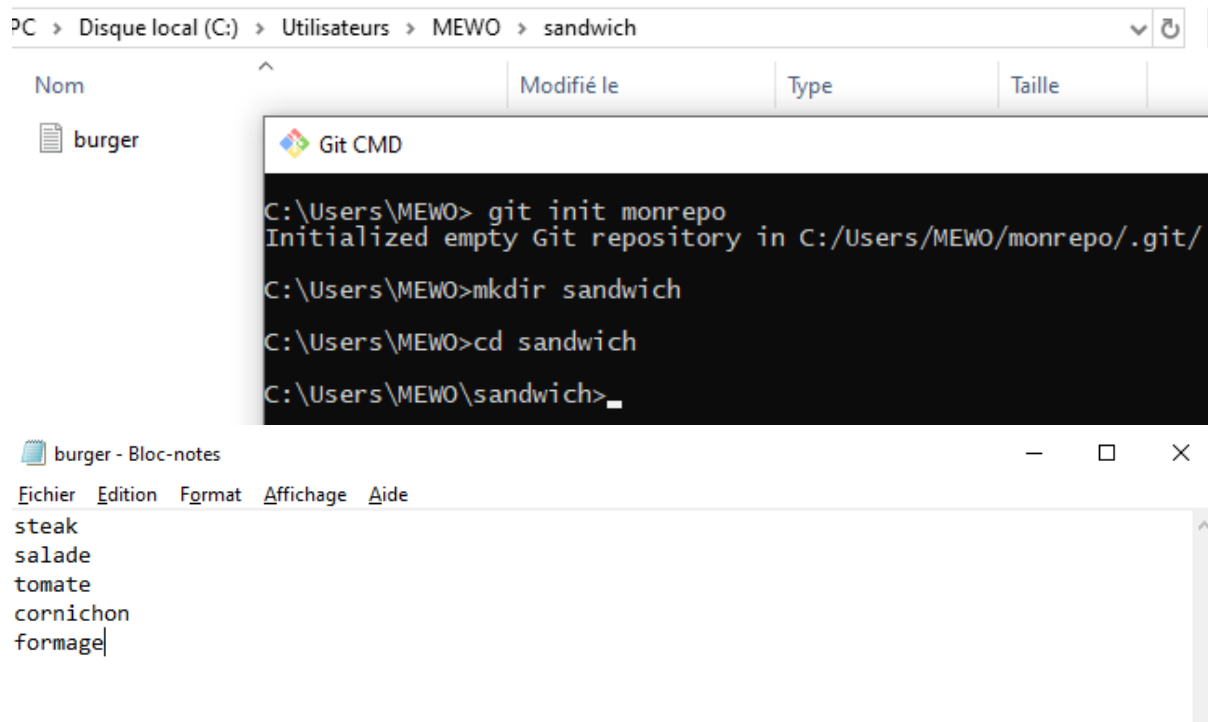 PC > Disque local (C:) > Utilisateurs > MEWO > sandwich
Nom Modifié le Type Taille
burger
Git CMD
C:\Users\MEWO> git init monrepo
Initialized empty Git repository in C:/Users/MEWO/monrepo/.git/
C:\Users\MEWO>mkdir sandwich
C:\Users\MEWO>cd sandwich
C:\Users\MEWO\sandwich>
burger - Bloc-notes
Fichier Edition Format Affichage Aide
steak
salade
tomate
cornichon
formage